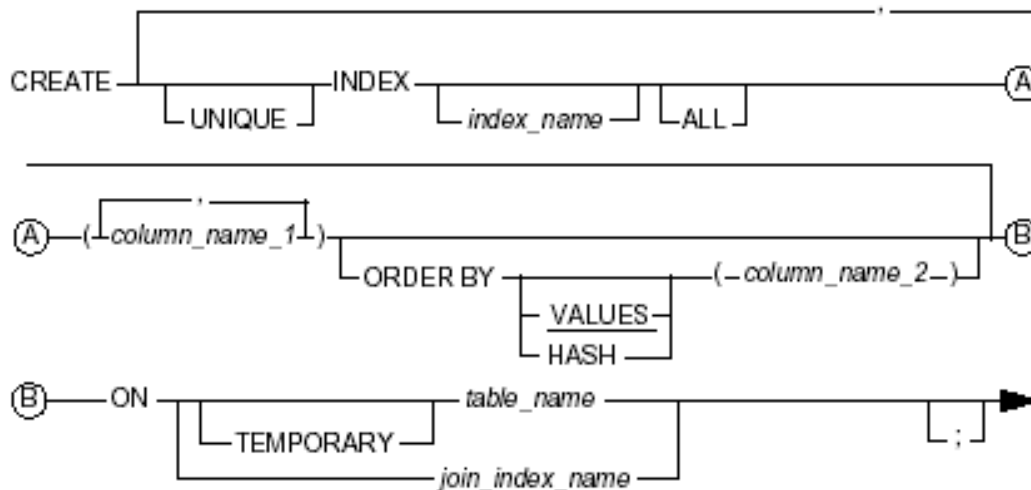 ,
CREATE INDEX A
UNIQUE index_name ALL
,
A ( column_name_1 ) B
ORDER BY ( column_name_2 )
VALUES
HASH
B ON table_name
TEMPORARY ;
join_index_name